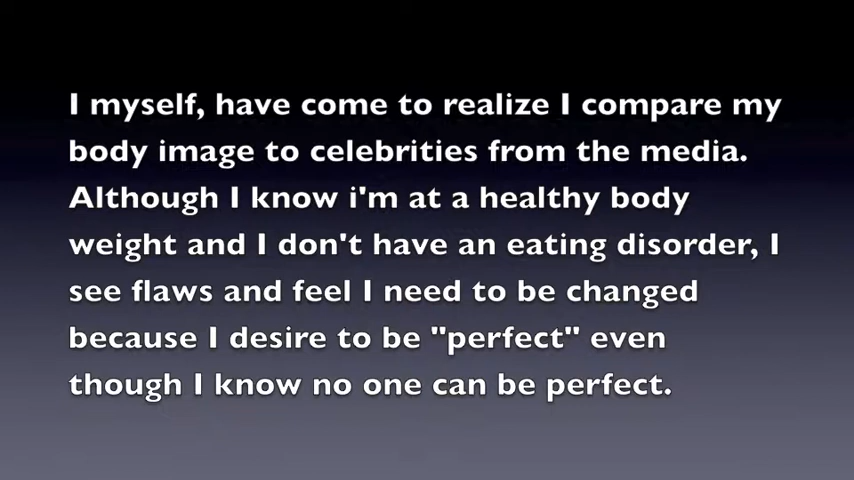 I myself, have come to realize I compare my
body image to celebrities from the media.
Although I know i'm at a healthy body
weight and I don't have an eating disorder, I
see flaws and feel I need to be changed
because I desire to be "perfect" even
though I know no one can be perfect.